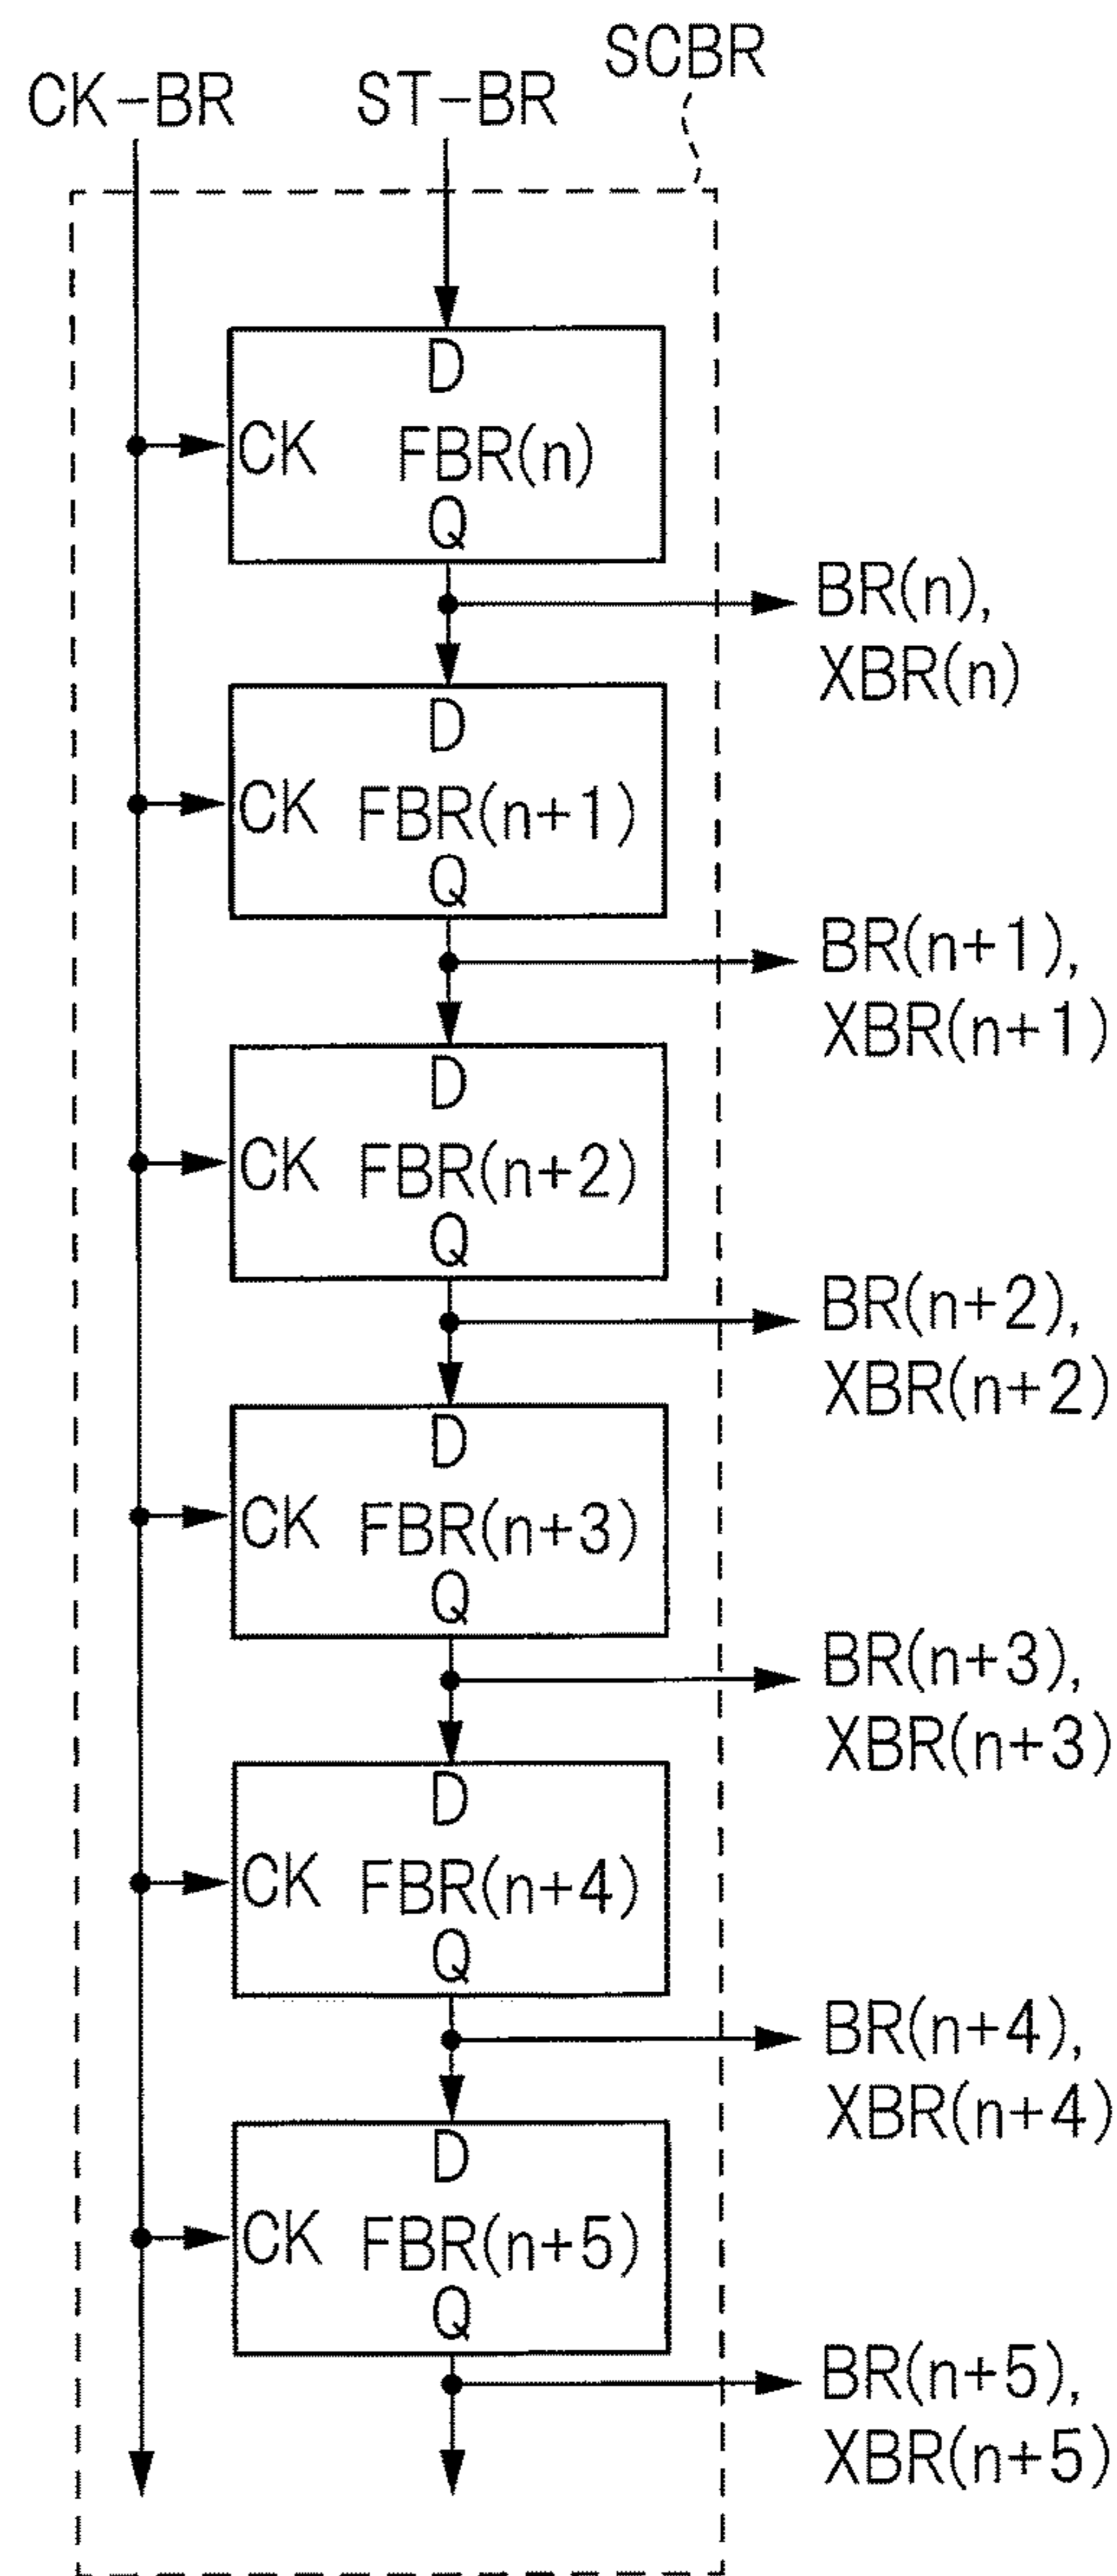 SCBR
CK-BR ST-BR
D
CK FBR(n)
Q
BR(n),
XBR(n)
D
CK FBR(n+1)
Q
BR(n+1),
XBR(n+1)
D
CK FBR(n+2)
Q
BR(n+2),
XBR(n+2)
D
CK FBR(n+3)
Q
BR(n+3),
XBR(n+3)
D
CK FBR(n+4)
Q
BR(n+4),
XBR(n+4)
D
CK FBR(n+5)
Q
BR(n+5),
XBR(n+5)